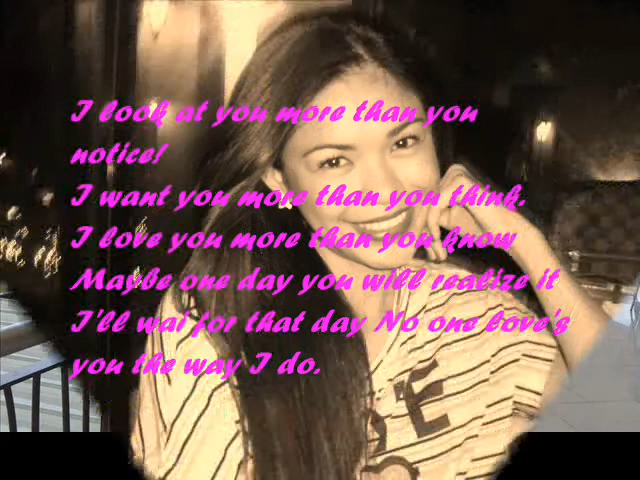 I look at you more than you
notice!
I want you more than you think.
I love you more than you know
Maybe one day you will realize it
I'll wai for that day No one love's
you the way I do.